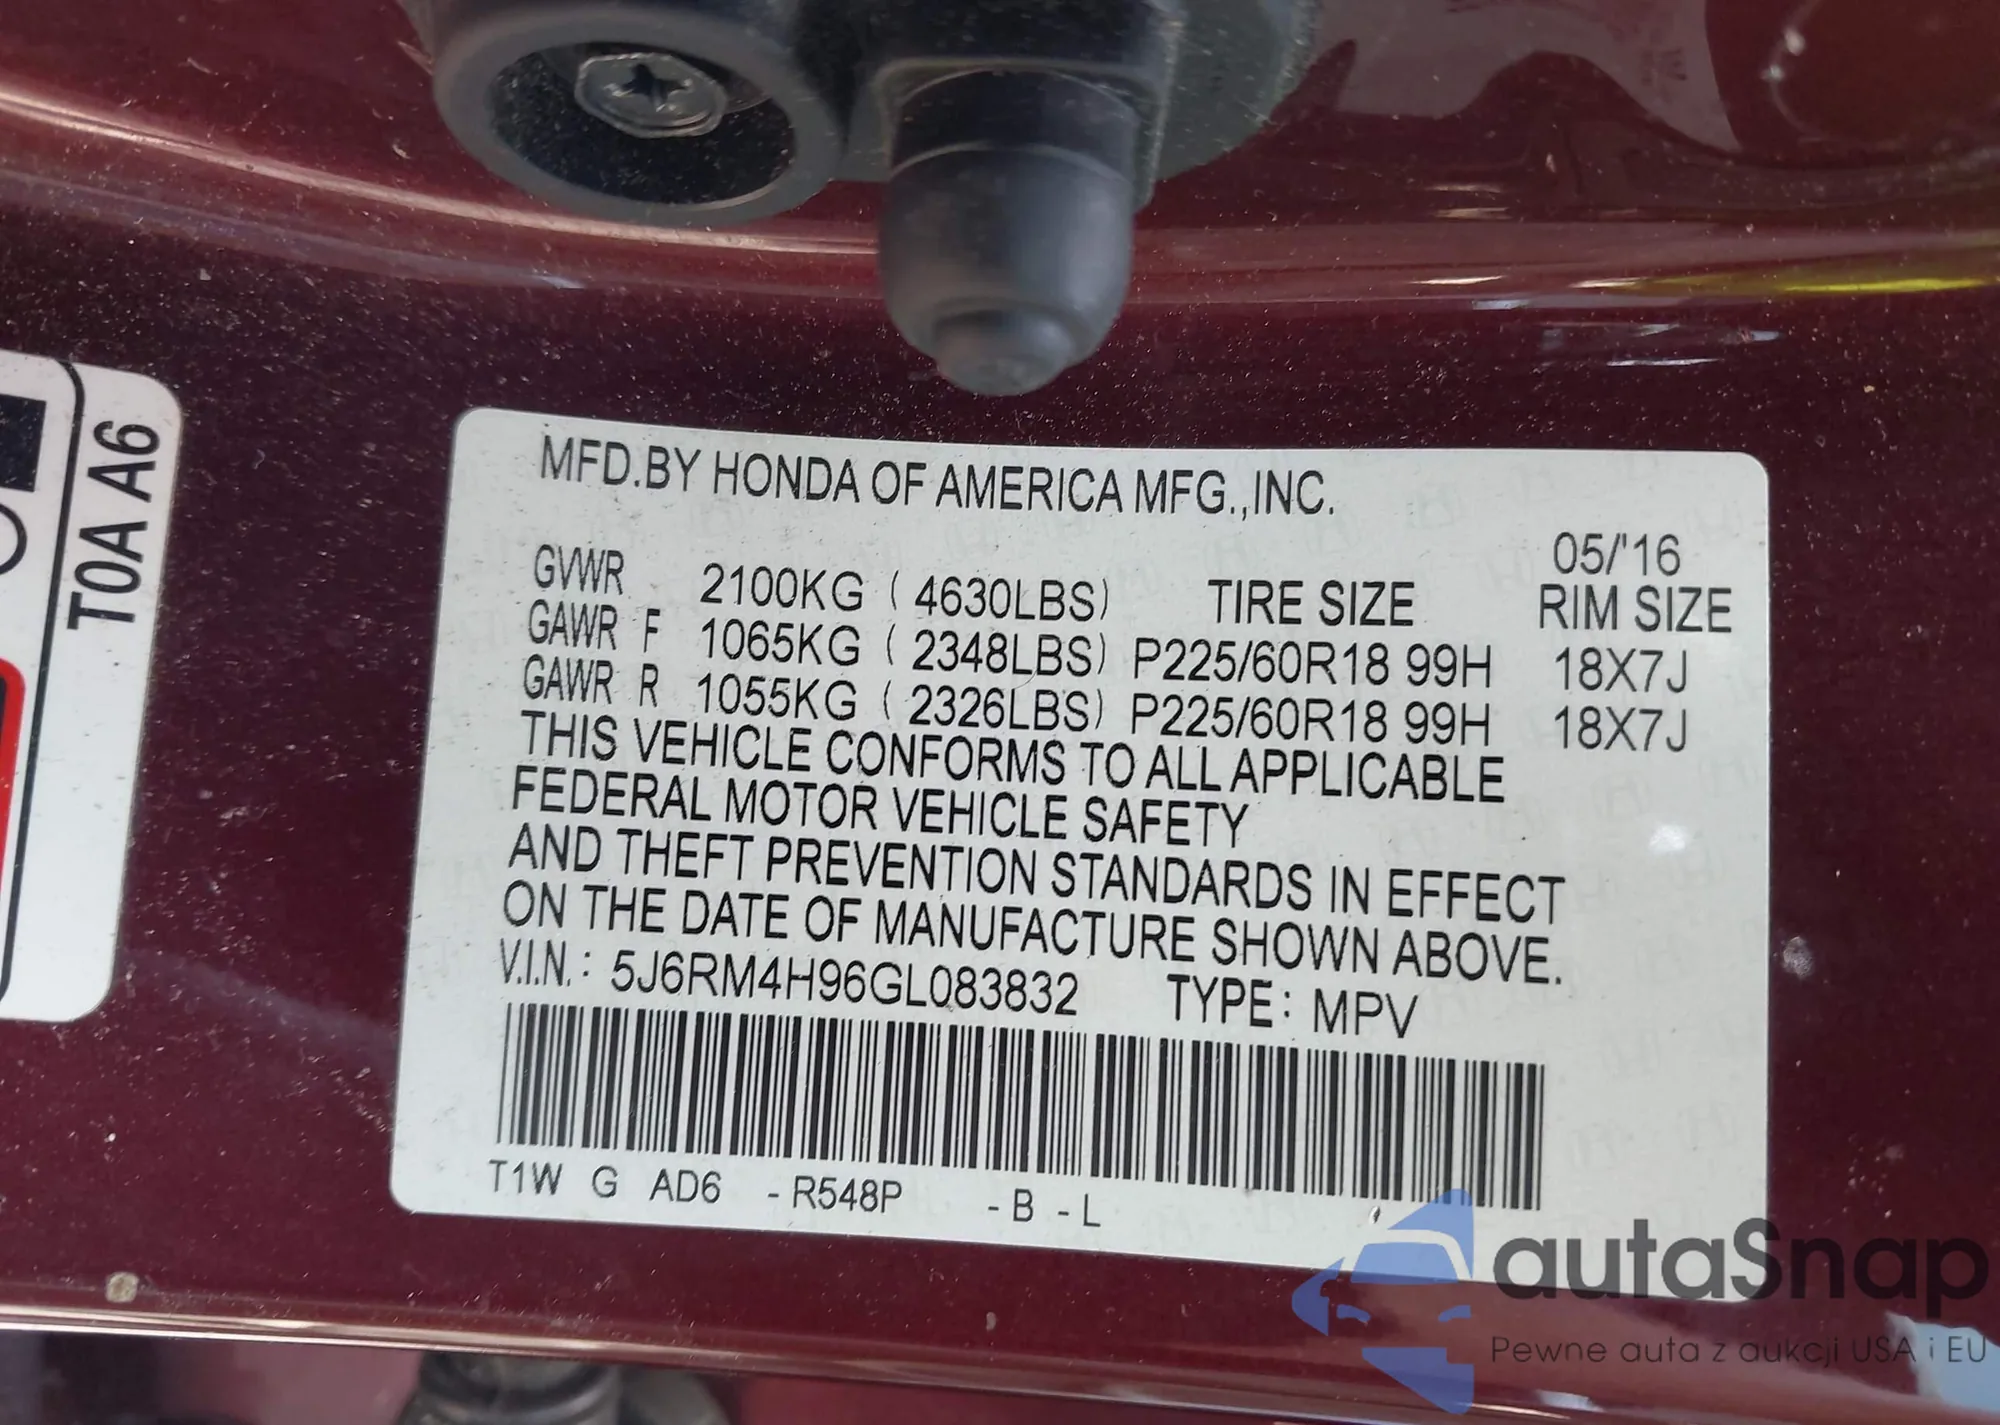 MFD.BY HONDA OF AMERICA MFG.,INC.
05/'16
GVWR 2100KG ( 4630LBS) TIRE SIZE RIM SIZE
GAWR F 1065KG ( 2348LBS) P225/60R18 99H 18X7J
GAWR R 1055KG ( 2326LBS) P225/60R18 99H 18X7J
THIS VEHICLE CONFORMS TO ALL APPLICABLE
FEDERAL MOTOR VEHICLE SAFETY
AND THEFT PREVENTION STANDARDS IN EFFECT
ON THE DATE OF MANUFACTURE SHOWN ABOVE.
V.I.N.: 5J6RM4H96GL083832 TYPE: MPV
T1W G AD6 -R548P -B -L
T0A A6
autaSnap
Pewne auta z aukcji USA i EU